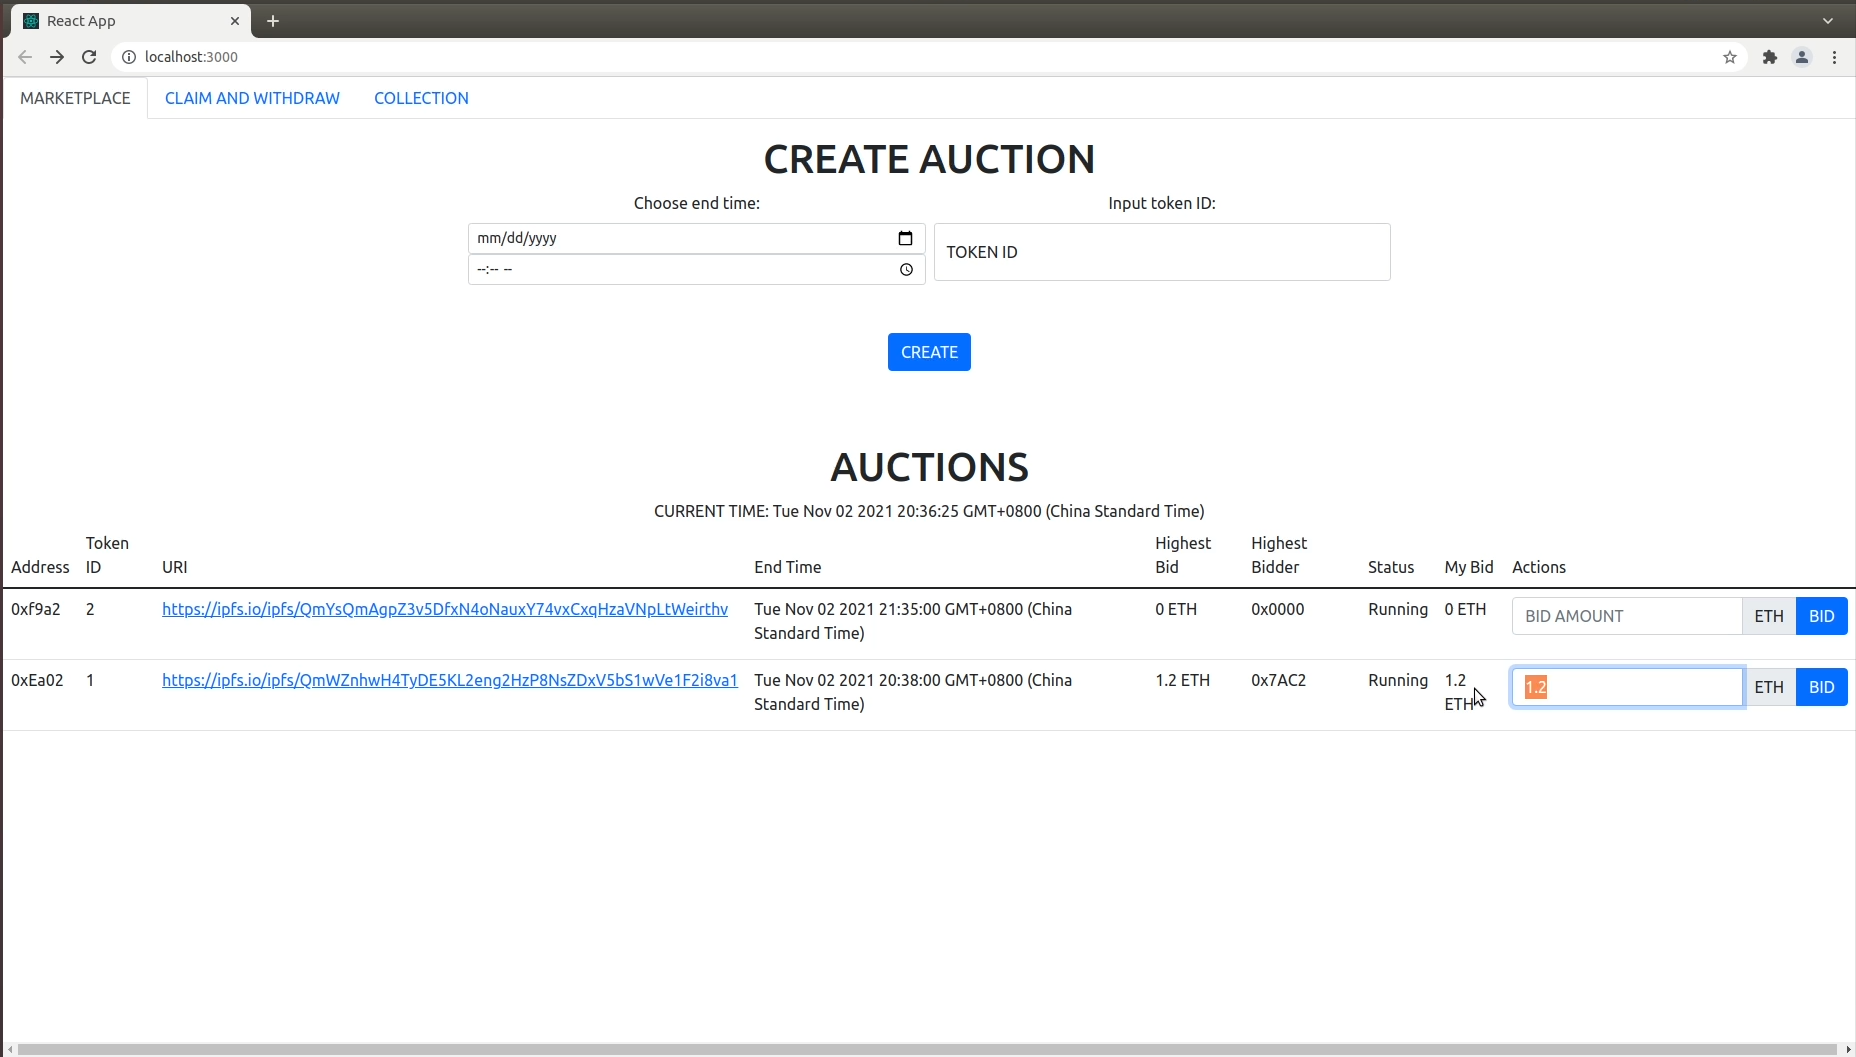 React App
localhost:3000
MARKETPLACE CLAIM AND WITHDRAW COLLECTION
CREATE AUCTION
Choose end time: Input token ID:
mm/dd/yyyy
--:-- --
TOKEN ID
CREATE
AUCTIONS
CURRENT TIME: Tue Nov 02 2021 20:36:25 GMT+0800 (China Standard Time)
Address Token ID URI End Time Highest Bid Highest Bidder Status My Bid Actions
0xf9a2 2 https://ipfs.io/ipfs/QmYsQmAgpZ3v5DfxN4oNauxY74vxCxqHzaVNpLtWeirthv Tue Nov 02 2021 21:35:00 GMT+0800 (China 0 ETH 0x0000 Running 0 ETH BID AMOUNT ETH BID
Standard Time)
0xEa02 1 https://ipfs.io/ipfs/QmWZnhwH4TyDE5KL2eng2HzP8NsZDxV5bS1wVe1F2i8va1 Tue Nov 02 2021 20:38:00 GMT+0800 (China 1.2 ETH 0x7AC2 Running 1.2 1.2 ETH BID
Standard Time) ETH